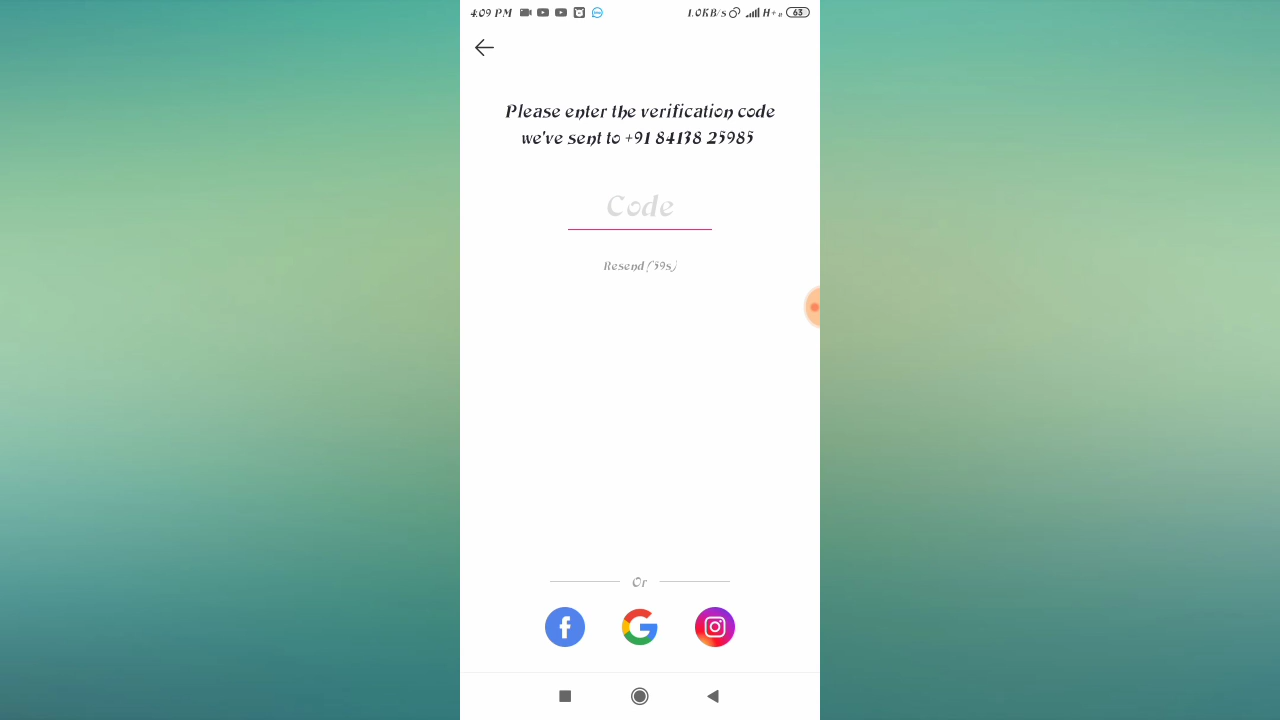 4:09 PM 1.0KB/s H+ 63
Please enter the verification code
we've sent to +91 84138 25985
Code
Resend (59s)
Or